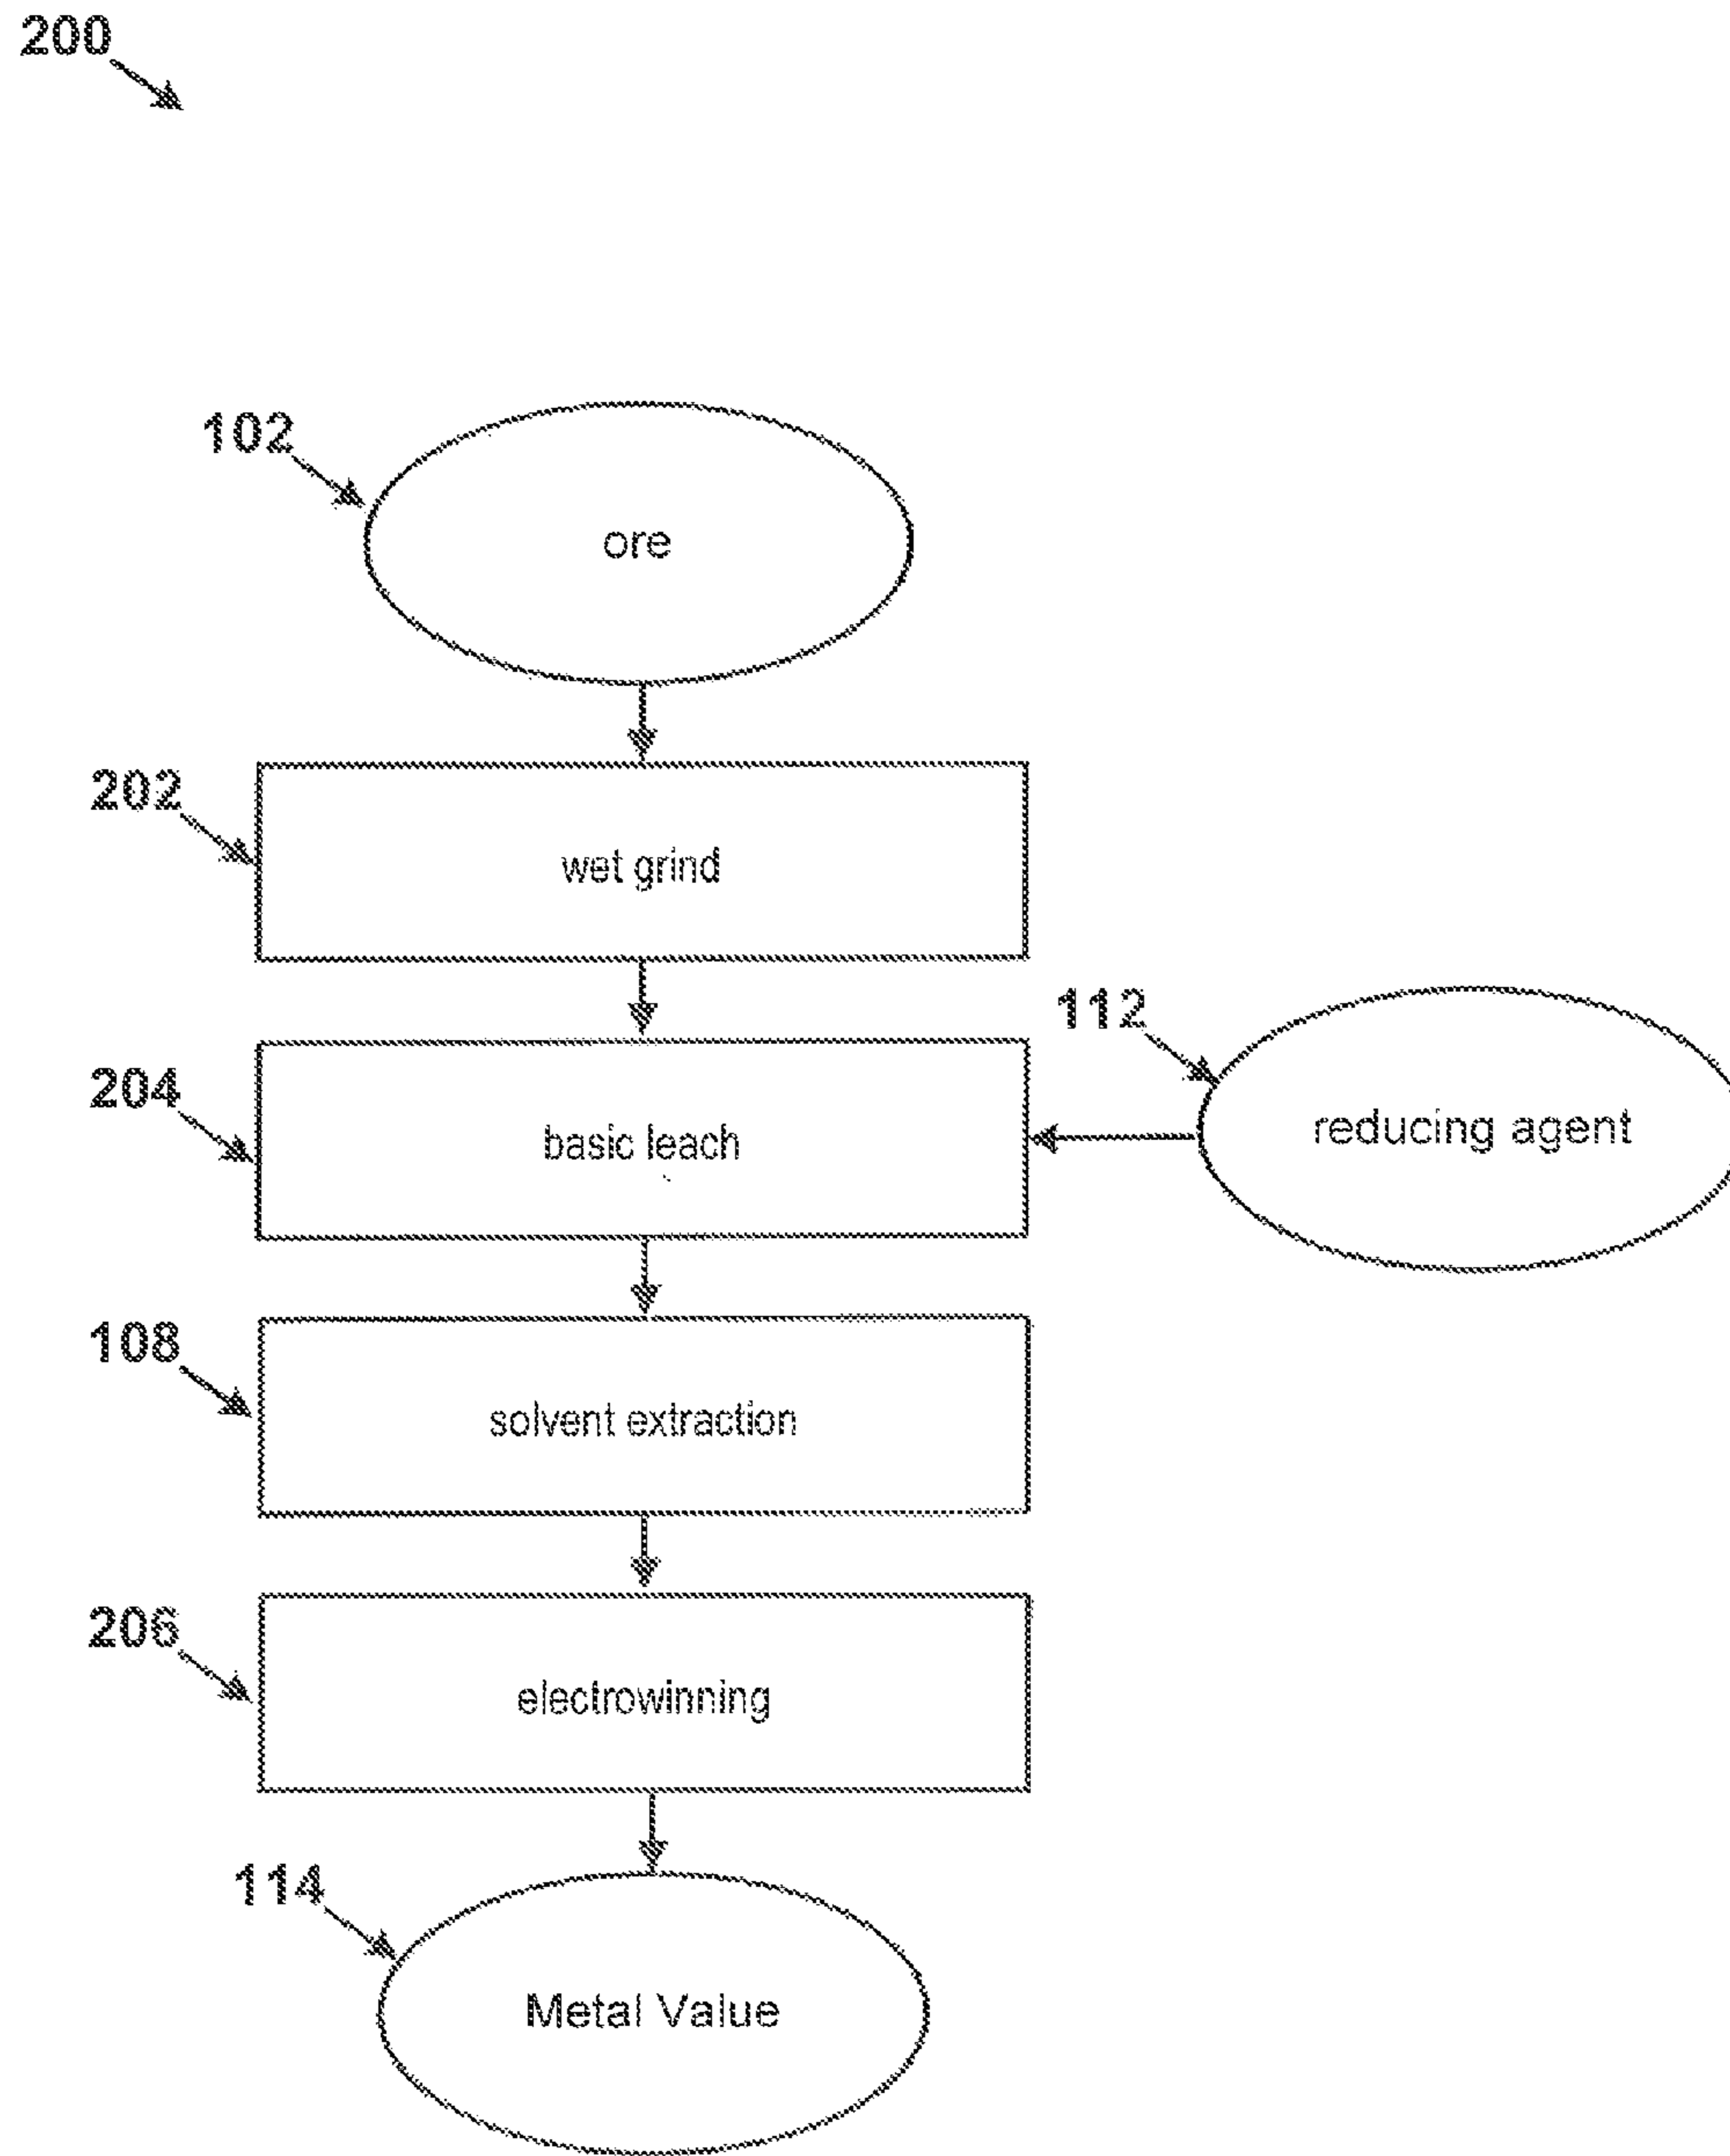 200
102
ore
202
wet grind
112
204
basic leach
reducing agent
108
solvent extraction
206
electrowinning
114
Metal Value